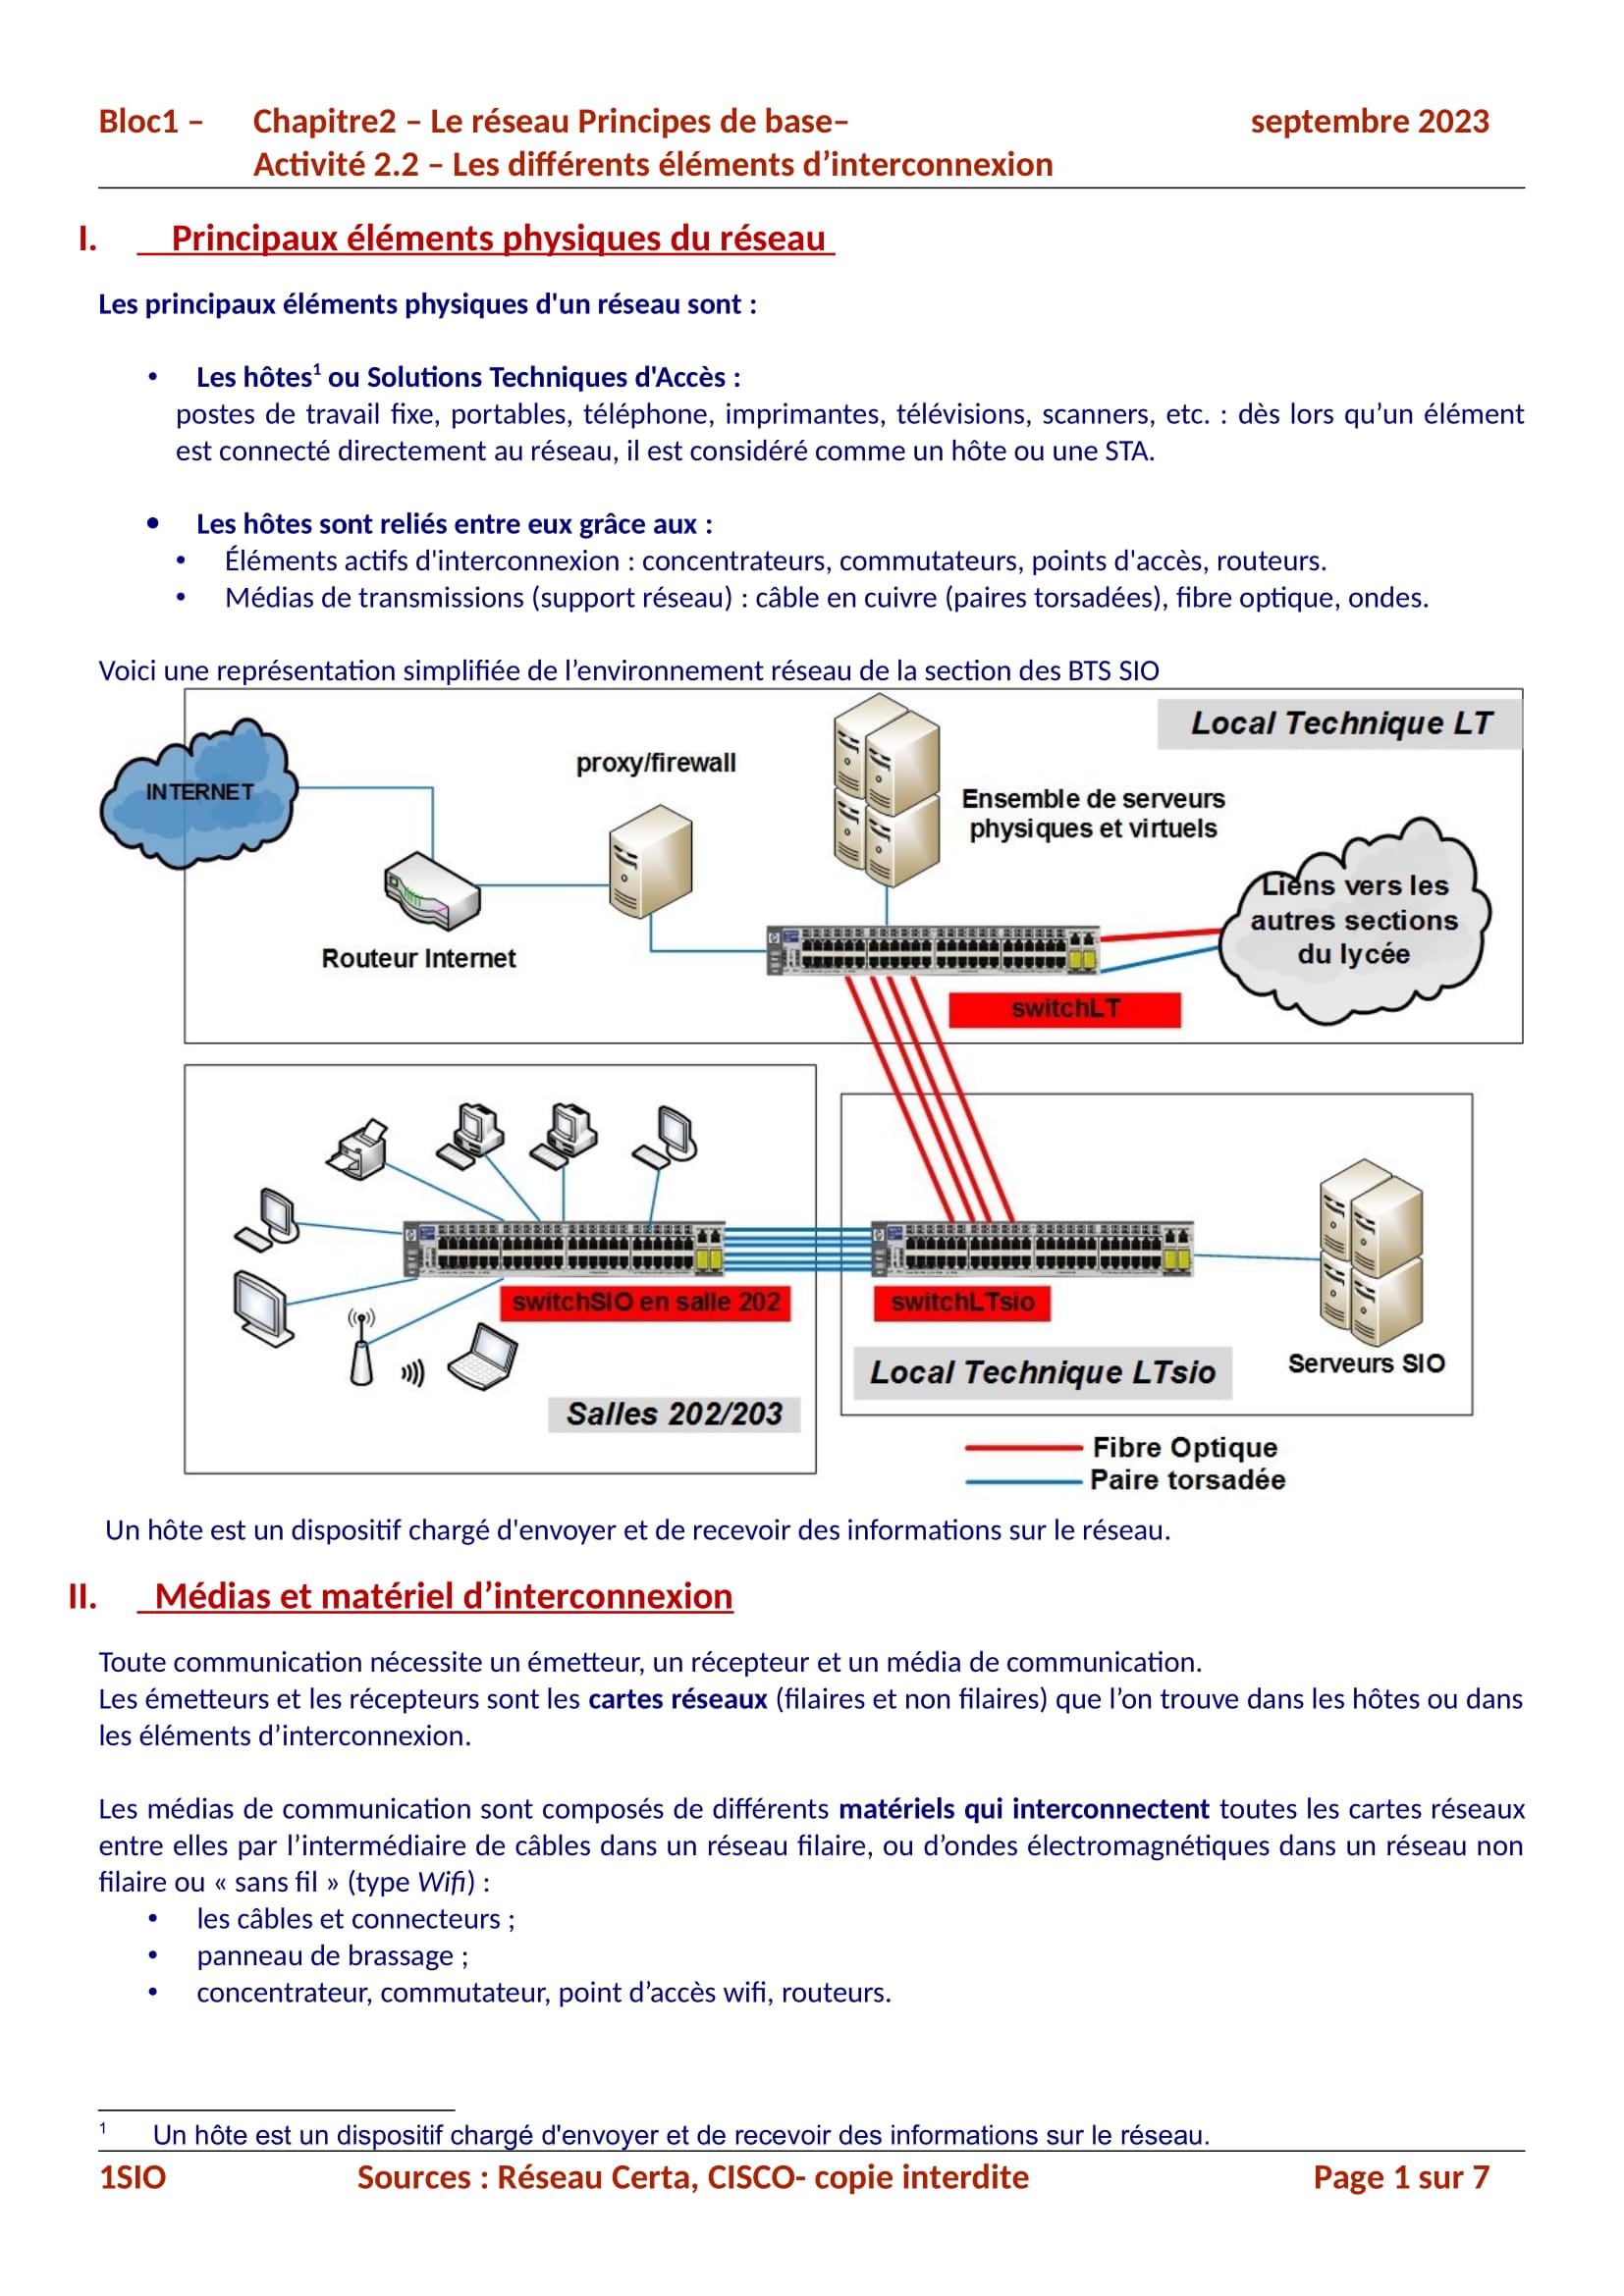 Bloc1 – Chapitre2 – Le réseau Principes de base– septembre 2023
Activité 2.2 – Les différents éléments d’interconnexion
I. Principaux éléments physiques du réseau
Les principaux éléments physiques d'un réseau sont :
• Les hôtes1 ou Solutions Techniques d'Accès :
postes de travail fixe, portables, téléphone, imprimantes, télévisions, scanners, etc. : dès lors qu’un élément
est connecté directement au réseau, il est considéré comme un hôte ou une STA.
• Les hôtes sont reliés entre eux grâce aux :
• Éléments actifs d'interconnexion : concentrateurs, commutateurs, points d'accès, routeurs.
• Médias de transmissions (support réseau) : câble en cuivre (paires torsadées), fibre optique, ondes.
Voici une représentation simplifiée de l’environnement réseau de la section des BTS SIO
Local Technique LT
INTERNET
proxy/firewall
Ensemble de serveurs
physiques et virtuels
Liens vers les
autres sections
du lycée
Routeur Internet
switchLT
switchSIO en salle 202
switchLTsio
Local Technique LTsio
Serveurs SIO
Salles 202/203
Fibre Optique
Paire torsadée
Un hôte est un dispositif chargé d'envoyer et de recevoir des informations sur le réseau.
II. Médias et matériel d’interconnexion
Toute communication nécessite un émetteur, un récepteur et un média de communication.
Les émetteurs et les récepteurs sont les cartes réseaux (filaires et non filaires) que l’on trouve dans les hôtes ou dans
les éléments d’interconnexion.
Les médias de communication sont composés de différents matériels qui interconnectent toutes les cartes réseaux
entre elles par l’intermédiaire de câbles dans un réseau filaire, ou d’ondes électromagnétiques dans un réseau non
filaire ou « sans fil » (type Wifi) :
• les câbles et connecteurs ;
• panneau de brassage ;
• concentrateur, commutateur, point d’accès wifi, routeurs.
1 Un hôte est un dispositif chargé d'envoyer et de recevoir des informations sur le réseau.
1SIO Sources : Réseau Certa, CISCO- copie interdite Page 1 sur 7